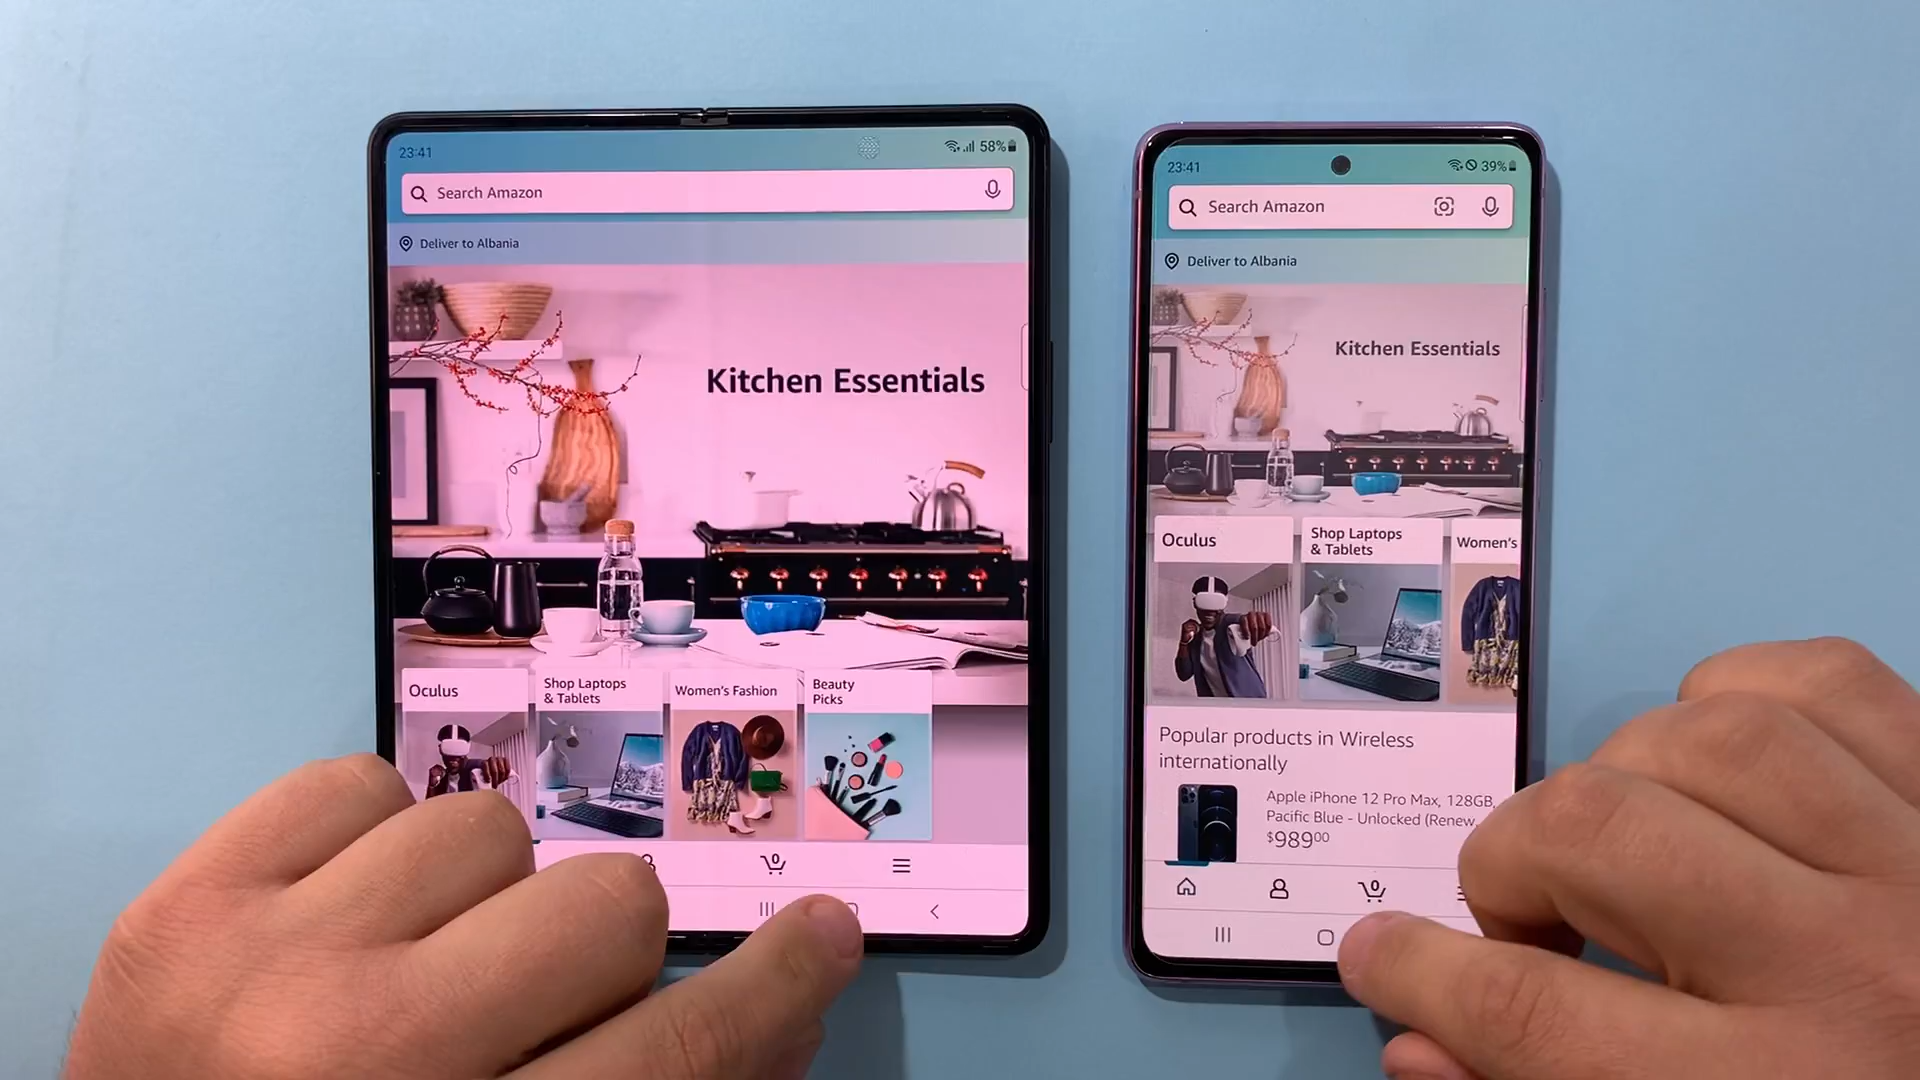 23:41
58%
Search Amazon
Deliver to Albania
Kitchen Essentials
Oculus
Shop Laptops
& Tablets
Women's Fashion
Beauty
Picks
0
23:41
39%
Search Amazon
Deliver to Albania
Kitchen Essentials
Oculus
Shop Laptops
& Tablets
Women's
Popular products in Wireless
internationally
Apple iPhone 12 Pro Max, 128GB,
Pacific Blue - Unlocked (Renew
$989⁰⁰
0